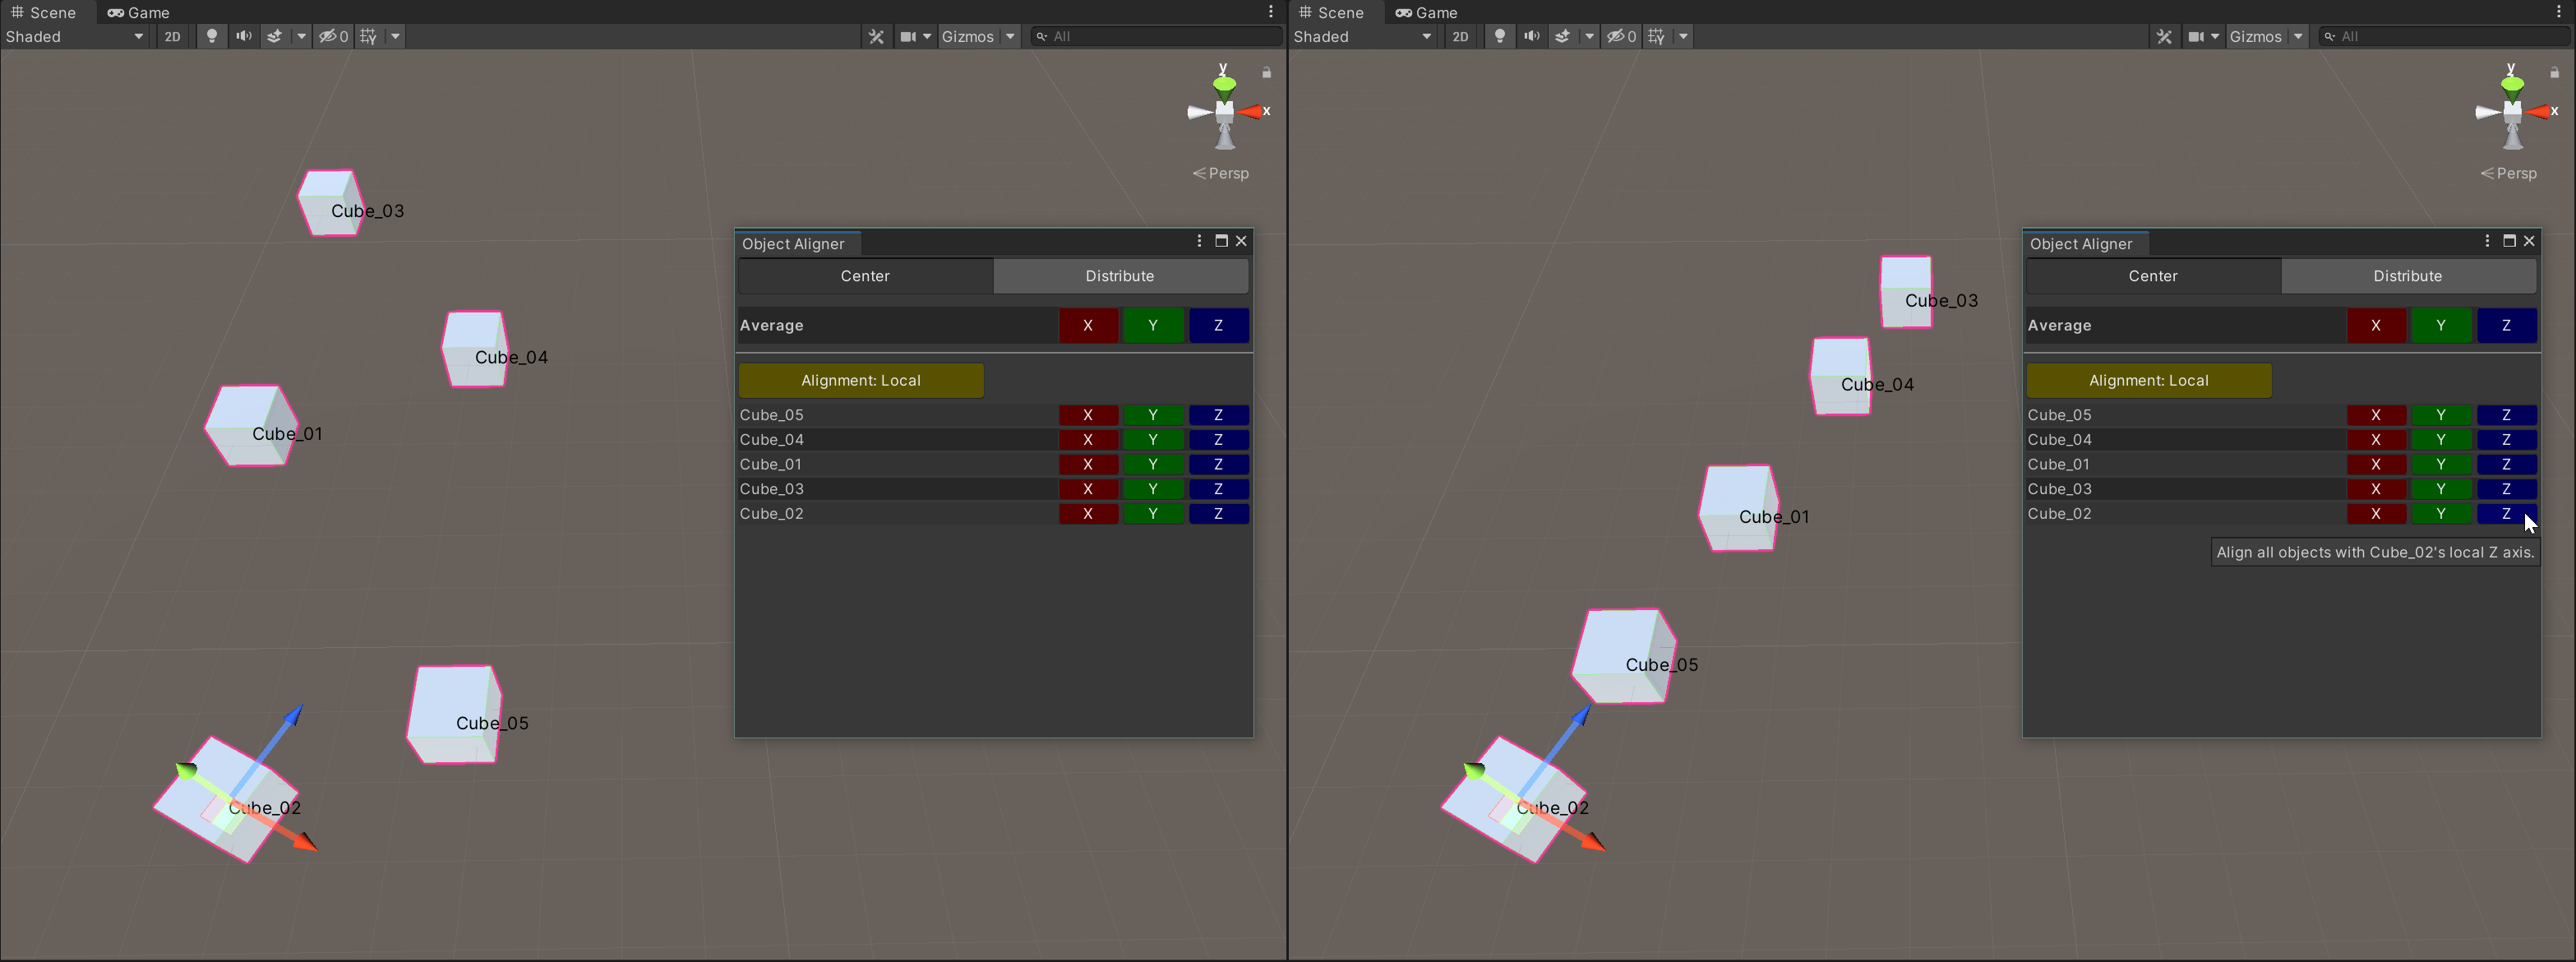 Scene Game
Shaded 2D 0 Gizmos All
y
x
Persp
Cube_03
Cube_04
Cube_01
Cube_05
Cube_02
Object Aligner
Center Distribute
Average X Y Z
Alignment: Local
Cube_05 X Y Z
Cube_04 X Y Z
Cube_01 X Y Z
Cube_03 X Y Z
Cube_02 X Y Z
Scene Game
Shaded 2D 0 Gizmos All
y
x
Persp
Cube_03
Cube_04
Cube_01
Cube_05
Cube_02
Object Aligner
Center Distribute
Average X Y Z
Alignment: Local
Cube_05 X Y Z
Cube_04 X Y Z
Cube_01 X Y Z
Cube_03 X Y Z
Cube_02 X Y Z
Align all objects with Cube_02's local Z axis.